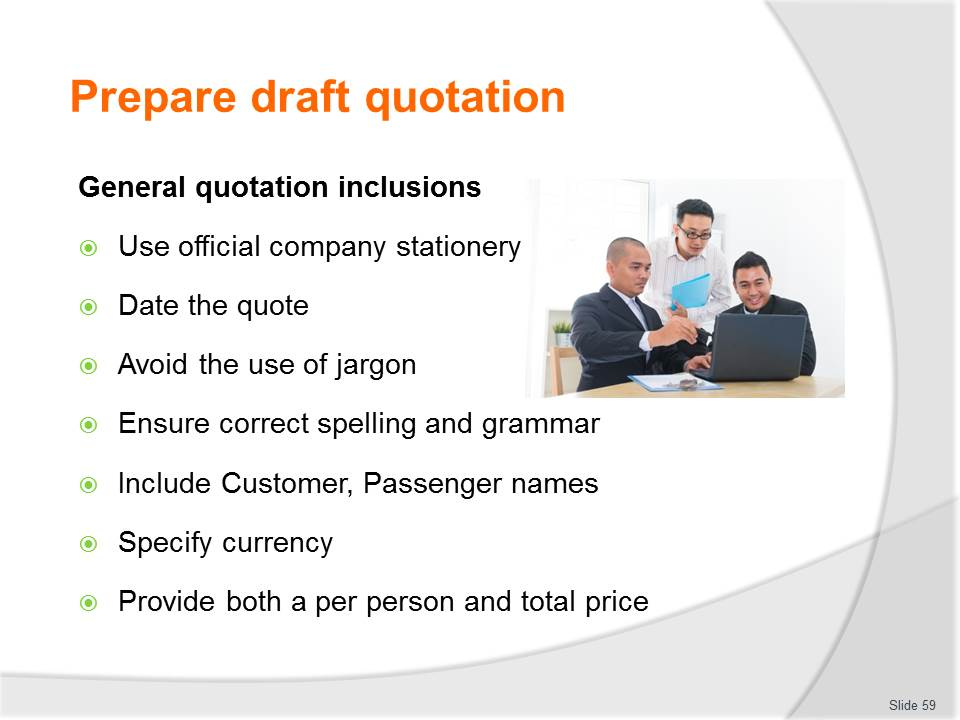 Prepare draft quotation
General quotation inclusions
Use official company stationery
Date the quote
Avoid the use of jargon
Ensure correct spelling and grammar
Include Customer, Passenger names
Specify currency
Provide both a per person and total price
Slide 59